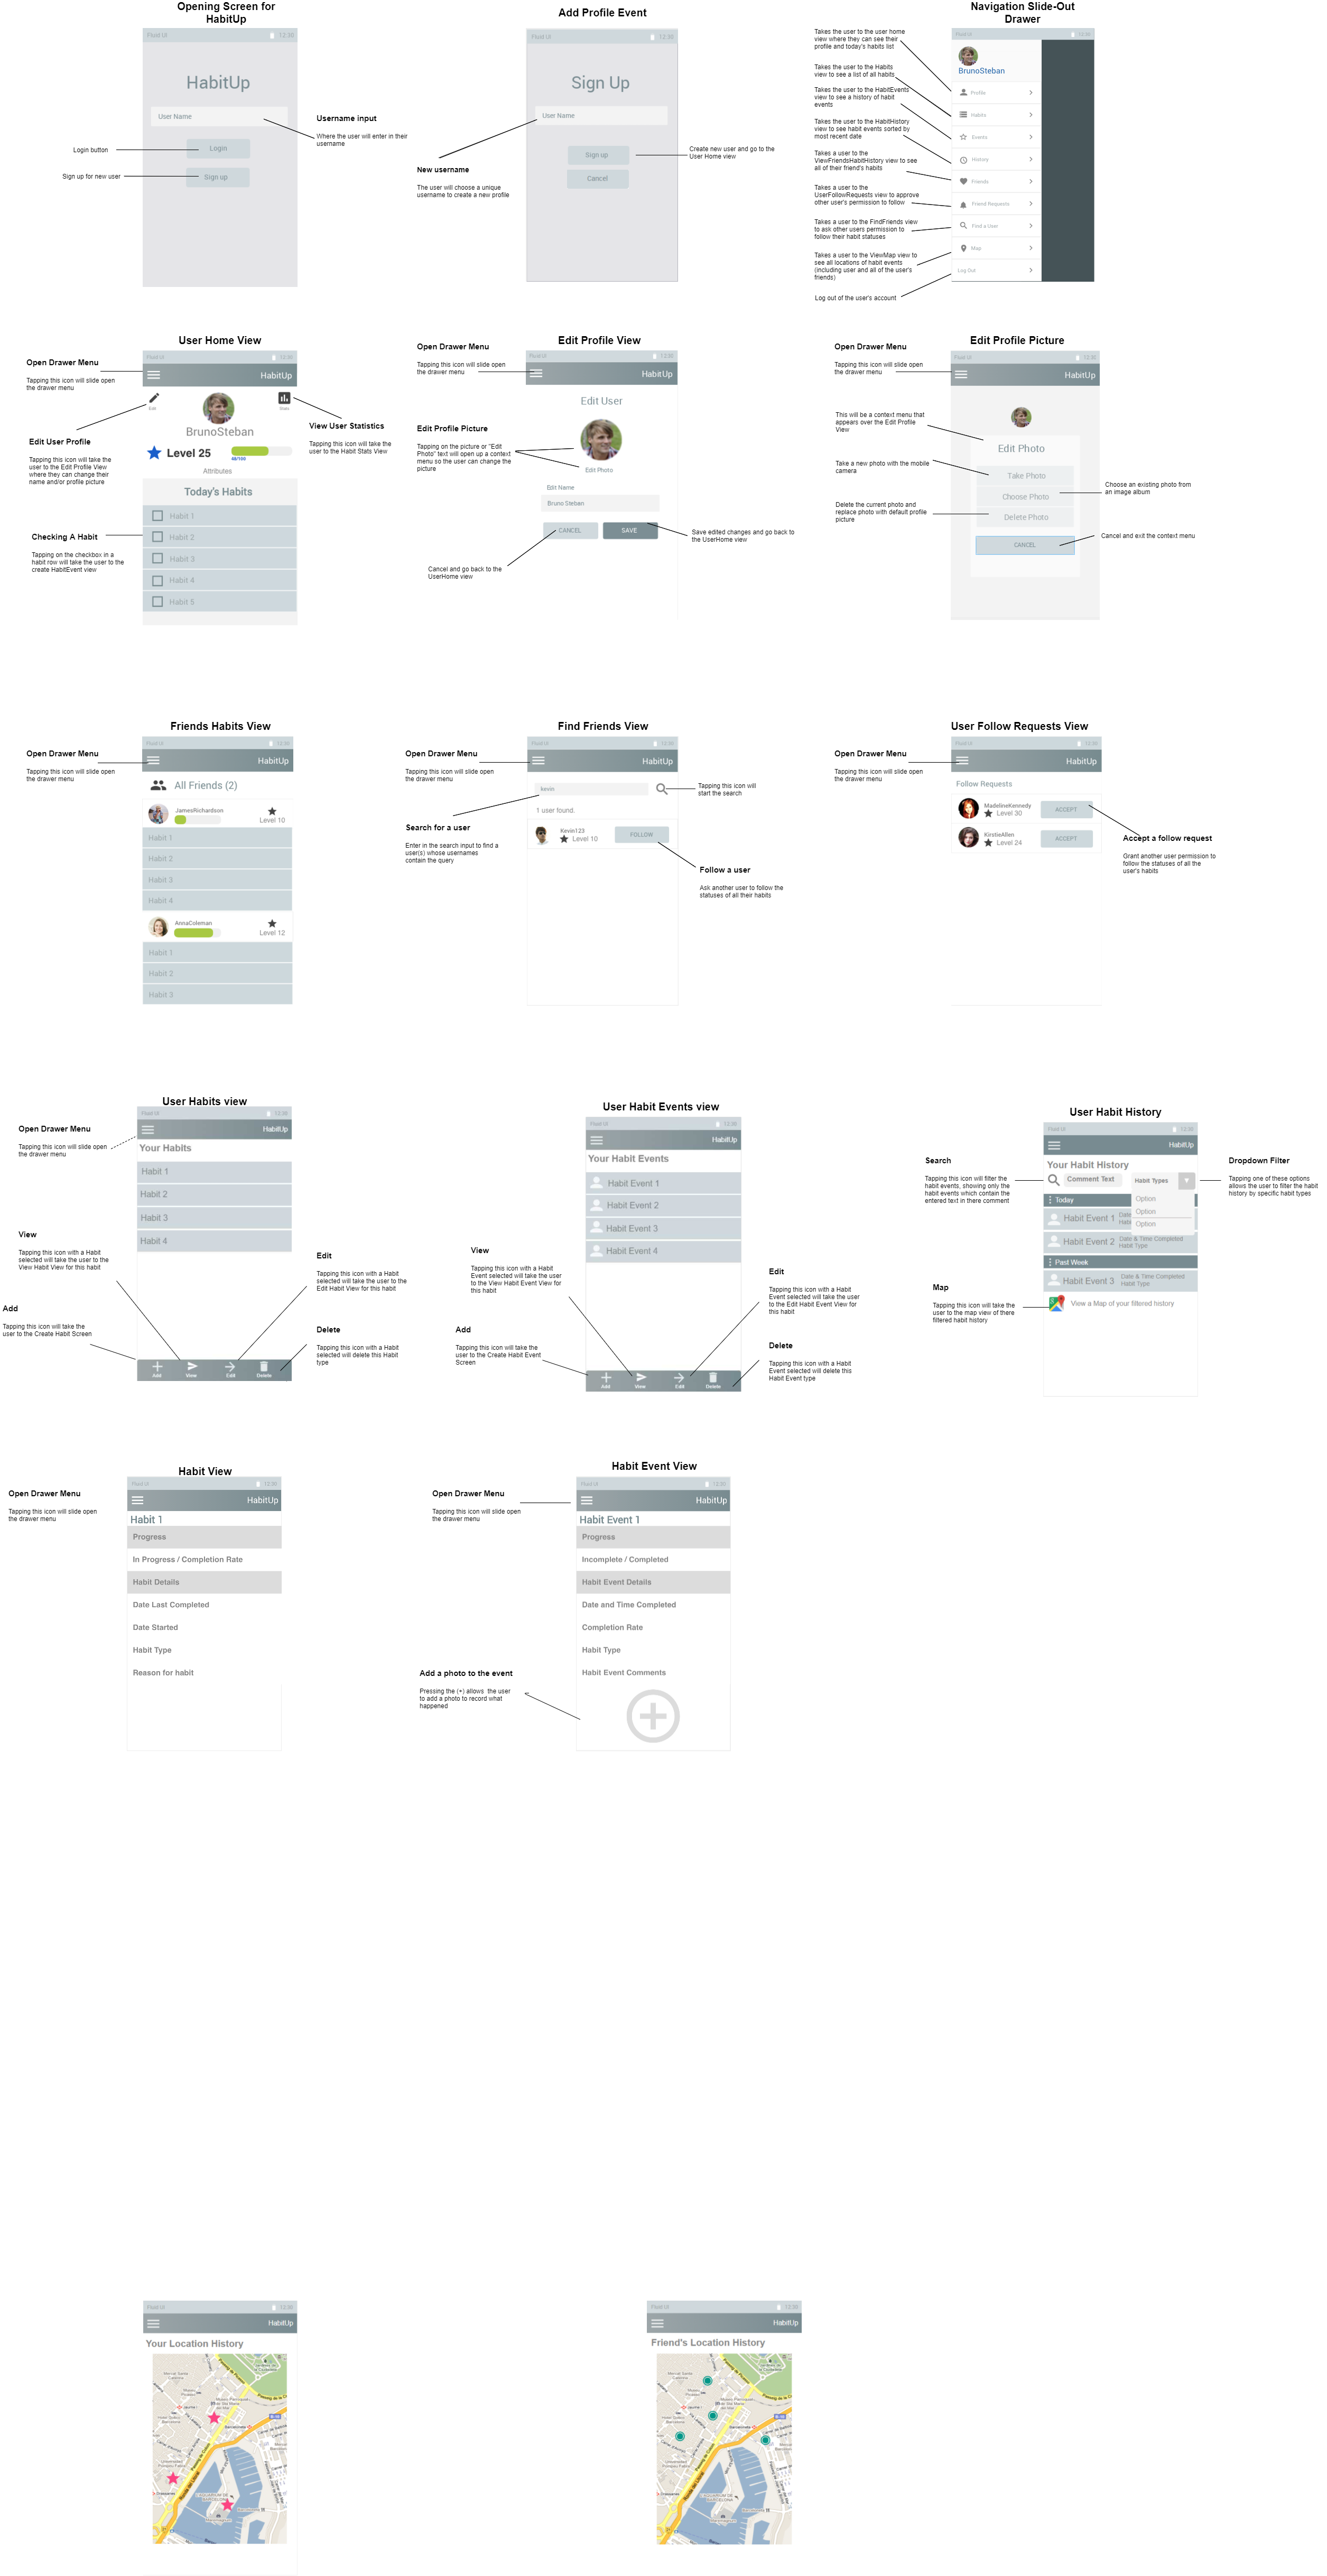 Opening Screen for
HabitUp
Fluid UI 12:30
HabitUp
User Name
Login
Sign up
Username input
Where the user will enter in their
username
Login button
Sign up for new user
Add Profile Event
Fluid UI 12:30
Sign Up
User Name
Sign up
Cancel
New username
The user will choose a unique
username to create a new profile
Create new user and go to the
User Home view
Navigation Slide-Out
Drawer
Fluid UI 12:30
BrunoSteban
Profile
Habits
Events
History
Friends
Friend Requests
Find a User
Map
Log Out
Takes the user to the user home
view where they can see their
profile and today's habits list
Takes the user to the Habits
view to see a list of all habits
Takes the user to the HabitEvents
view to see a history of habit
events
Takes the user to the HabitHistory
view to see habit events sorted by
most recent date
Takes a user to the
ViewFriendsHabitHistory view to see
all of their friend's habits
Takes a user to the
UserFollowRequests view to approve
other user's permission to follow
Takes a user to the FindFriends view
to ask other users permission to
follow their habit statuses
Takes a user to the ViewMap view to
see all locations of habit events
(including user and all of the user's
friends)
Log out of the user's account
User Home View
Open Drawer Menu
Tapping this icon will slide open
the drawer menu
Edit User Profile
Tapping this icon will take the
user to the Edit Profile View
where they can change their
name and/or profile picture
Checking A Habit
Tapping on the checkbox in a
habit row will take the user to the
create HabitEvent view
Fluid UI 12:30
HabitUp
Edit
Stats
BrunoSteban
Level 25
Attributes
Today's Habits
Habit 1
Habit 2
Habit 3
Habit 4
Habit 5
View User Statistics
Tapping this icon will take the
user to the Habit Stats View
Edit Profile View
Open Drawer Menu
Tapping this icon will slide open
the drawer menu
Edit Profile Picture
Tapping on the picture or "Edit
Photo" text will open up a context
menu so the user can change the
picture
Fluid UI 12:30
HabitUp
Edit User
Edit Photo
Edit Name
Bruno Steban
CANCEL
SAVE
Cancel and go back to the
UserHome view
Save edited changes and go back to
the UserHome view
Edit Profile Picture
Open Drawer Menu
Tapping this icon will slide open
the drawer menu
This will be a context menu that
appears over the Edit Profile
View
Take a new photo with the mobile
camera
Delete the current photo and
replace photo with default profile
picture
Fluid UI 12:30
HabitUp
Edit Photo
Take Photo
Choose Photo
Delete Photo
CANCEL
Choose an existing photo from
an image album
Cancel and exit the context menu
Friends Habits View
Open Drawer Menu
Tapping this icon will slide open
the drawer menu
Fluid UI 12:30
HabitUp
All Friends (2)
JamesRichardson
Level 10
Habit 1
Habit 2
Habit 3
Habit 4
AnnaColeman
Level 12
Habit 1
Habit 2
Habit 3
Find Friends View
Open Drawer Menu
Tapping this icon will slide open
the drawer menu
Search for a user
Enter in the search input to find a
user(s) whose usernames
contain the query
Fluid UI 12:30
HabitUp
kevin
1 user found.
Kevin123
Level 10
FOLLOW
Tapping this icon will
start the search
Follow a user
Ask another user to follow the
statuses of all their habits
User Follow Requests View
Open Drawer Menu
Tapping this icon will slide open
the drawer menu
Fluid UI 12:30
HabitUp
Follow Requests
MadelineKennedy
Level 30
ACCEPT
KirstieAllen
Level 24
ACCEPT
Accept a follow request
Grant another user permission to
follow the statuses of all the
user's habits
User Habits view
Open Drawer Menu
Tapping this icon will slide open
the drawer menu
View
Tapping this icon with a Habit
selected will take the user to the
View Habit View for this habit
Add
Tapping this icon will take the
user to the Create Habit Screen
Fluid UI 12:30
HabitUp
Your Habits
Habit 1
Habit 2
Habit 3
Habit 4
Add View Edit Delete
Edit
Tapping this icon with a Habit
selected will take the user to the
Edit Habit View for this habit
Delete
Tapping this icon with a Habit
selected will delete this Habit
type
User Habit Events view
Fluid UI 12:30
HabitUp
Your Habit Events
Habit Event 1
Habit Event 2
Habit Event 3
Habit Event 4
Add View Edit Delete
View
Tapping this icon with a Habit
Event selected will take the user
to the View Habit Event View for
this habit
Add
Tapping this icon will take the
user to the Create Habit Event
Screen
Edit
Tapping this icon with a Habit
Event selected will take the user
to the Edit Habit Event View for
this habit
Delete
Tapping this icon with a Habit
Event selected will delete this
Habit Event type
User Habit History
Search
Tapping this icon will filter the
habit events, showing only the
habit events which contain the
entered text in there comment
Map
Tapping this icon will take the
user to the map view of there
filtered habit history
Fluid UI 12:30
HabitUp
Your Habit History
Comment Text
Habit Types
Option
Option
Option
Today
Habit Event 1
Habit Event 2 Date & Time Completed
Habit Type
Past Week
Habit Event 3 Date & Time Completed
Habit Type
View a Map of your filtered history
Dropdown Filter
Tapping one of these options
allows the user to filter the habit
history by specific habit types
Habit View
Open Drawer Menu
Tapping this icon will slide open
the drawer menu
Fluid UI 12:30
HabitUp
Habit 1
Progress
In Progress / Completion Rate
Habit Details
Date Last Completed
Date Started
Habit Type
Reason for habit
Habit Event View
Open Drawer Menu
Tapping this icon will slide open
the drawer menu
Fluid UI 12:30
HabitUp
Habit Event 1
Progress
Incomplete / Completed
Habit Event Details
Date and Time Completed
Completion Rate
Habit Type
Habit Event Comments
Add a photo to the event
Pressing the (+) allows the user
to add a photo to record what
happened
Fluid UI 12:30
HabitUp
Your Location History
Fluid UI 12:30
HabitUp
Friend's Location History